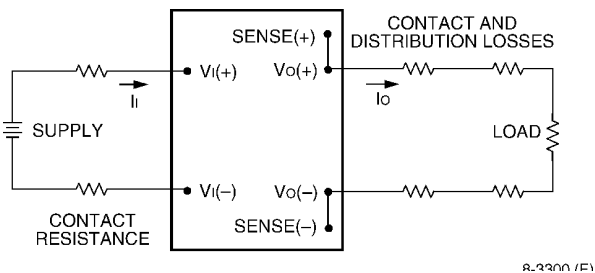 CONTACT AND
DISTRIBUTION LOSSES
SENSE(+)
VI(+)
VO(+)
II
IO
SUPPLY
LOAD
VI(–)
VO(–)
CONTACT
RESISTANCE
SENSE(–)
8-3300 (F)